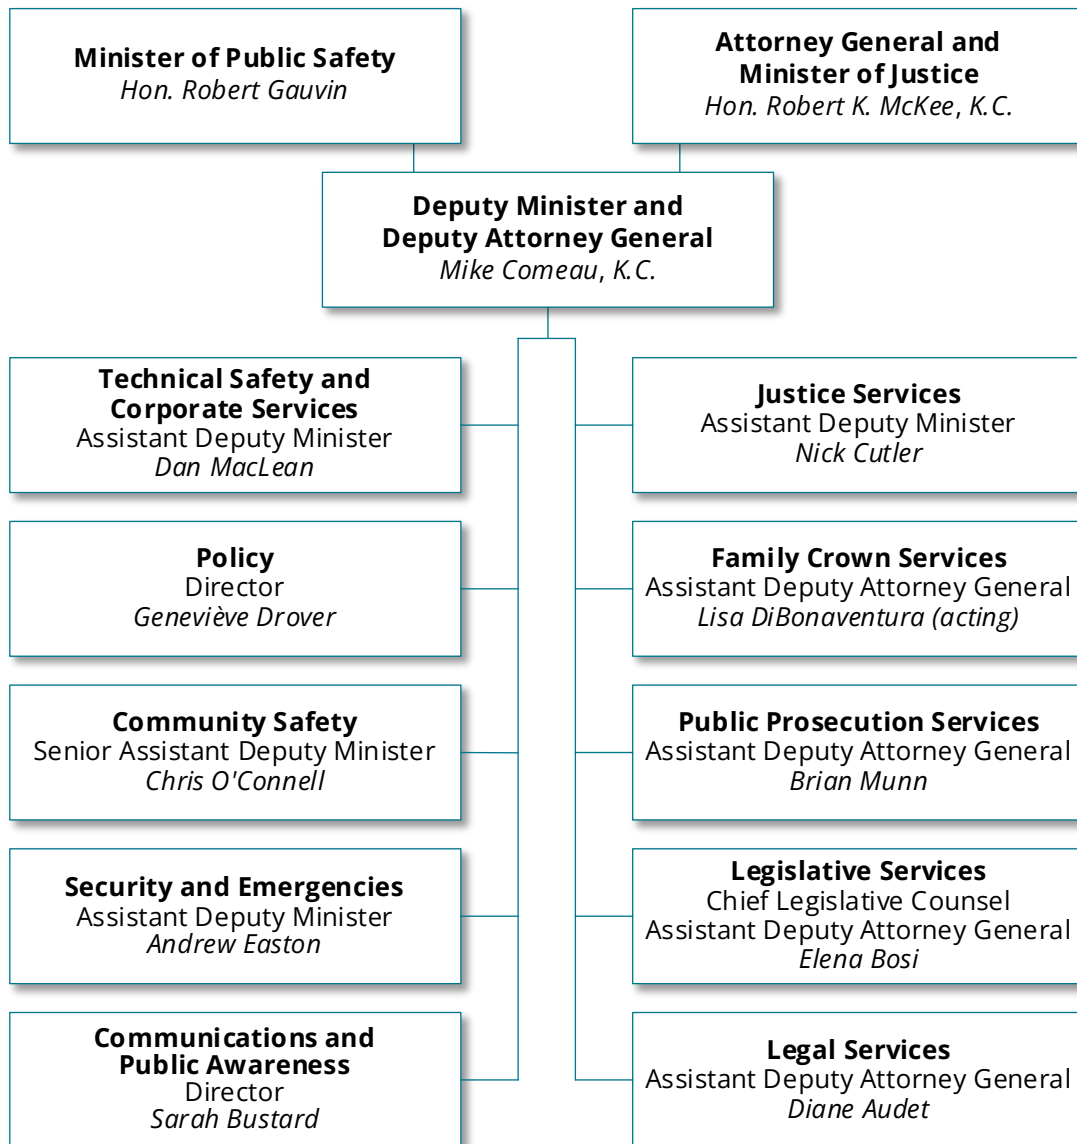 Minister of Public Safety
Hon. Robert Gauvin
Attorney General and
Minister of Justice
Hon. Robert K. McKee, K.C.
Deputy Minister and
Deputy Attorney General
Mike Comeau, K.C.
Technical Safety and
Corporate Services
Assistant Deputy Minister
Dan MacLean
Justice Services
Assistant Deputy Minister
Nick Cutler
Policy
Director
Geneviève Drover
Family Crown Services
Assistant Deputy Attorney General
Lisa DiBonaventura (acting)
Community Safety
Senior Assistant Deputy Minister
Chris O'Connell
Public Prosecution Services
Assistant Deputy Attorney General
Brian Munn
Security and Emergencies
Assistant Deputy Minister
Andrew Easton
Legislative Services
Chief Legislative Counsel
Assistant Deputy Attorney General
Elena Bosi
Communications and
Public Awareness
Director
Sarah Bustard
Legal Services
Assistant Deputy Attorney General
Diane Audet